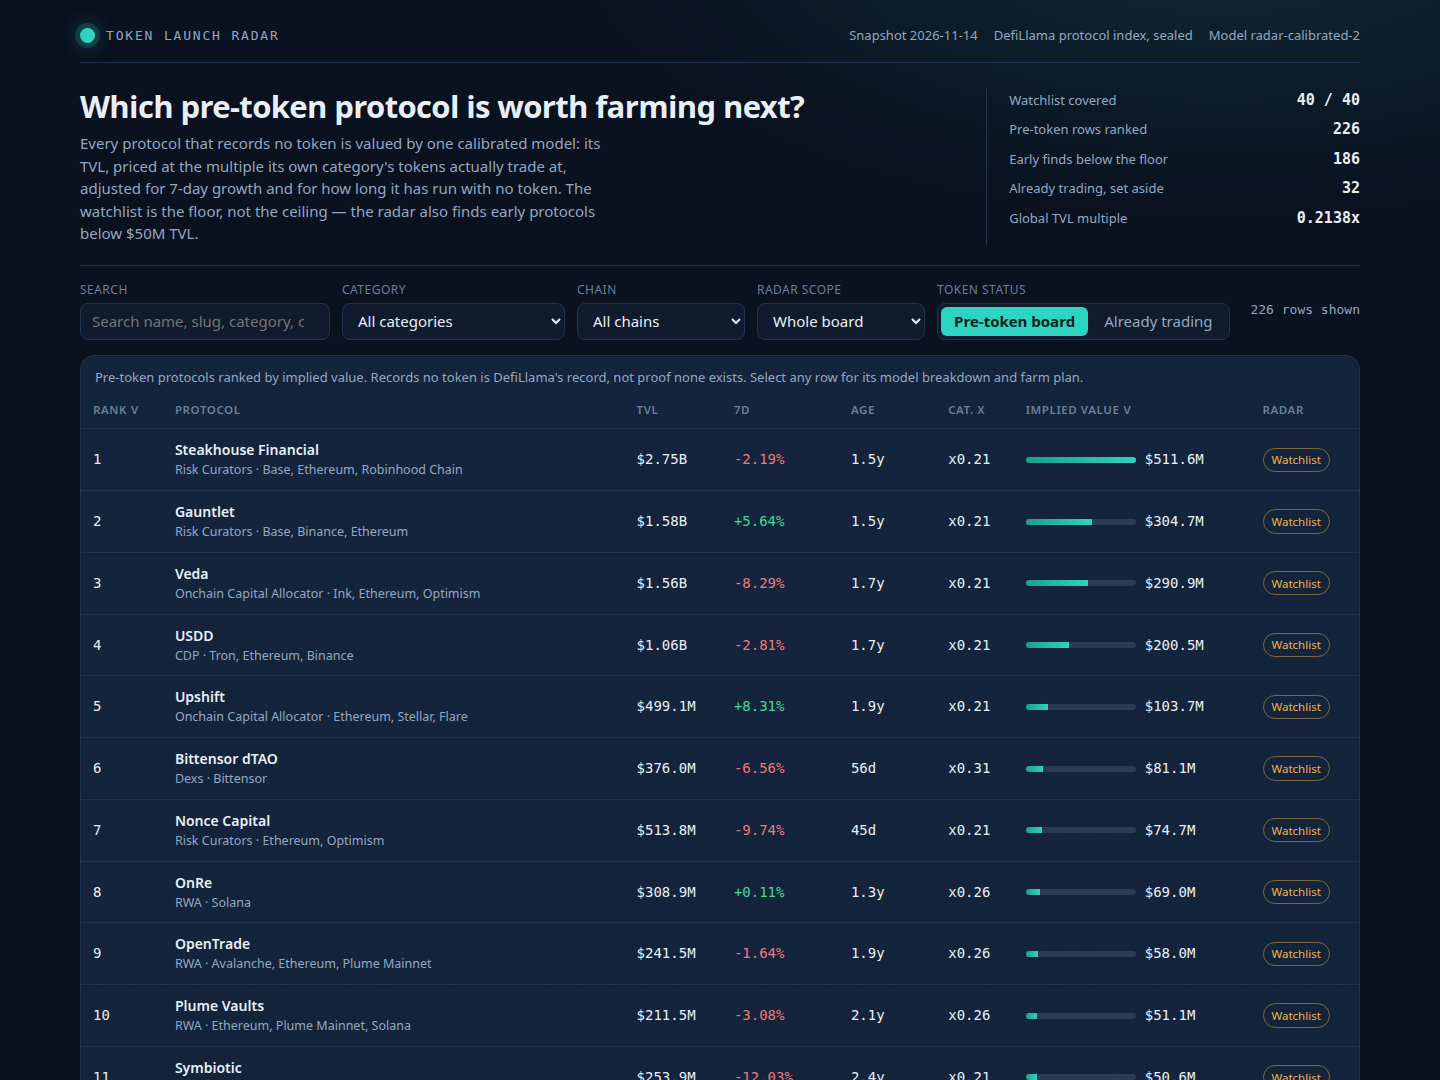 TOKEN LAUNCH RADAR
Snapshot 2026-11-14 DefiLlama protocol index, sealed Model radar-calibrated-2
Which pre-token protocol is worth farming next?
Every protocol that records no token is valued by one calibrated model: its
TVL, priced at the multiple its own category's tokens actually trade at,
adjusted for 7-day growth and for how long it has run with no token. The
watchlist is the floor, not the ceiling — the radar also finds early protocols
below $50M TVL.
Watchlist covered 40 / 40
Pre-token rows ranked 226
Early finds below the floor 186
Already trading, set aside 32
Global TVL multiple 0.2138x
SEARCH CATEGORY CHAIN RADAR SCOPE TOKEN STATUS
Search name, slug, category, c All categories All chains Whole board Pre-token board Already trading 226 rows shown
Pre-token protocols ranked by implied value. Records no token is DefiLlama's record, not proof none exists. Select any row for its model breakdown and farm plan.
RANK V PROTOCOL TVL 7D AGE CAT. X IMPLIED VALUE V RADAR
1 Steakhouse Financial $2.75B -2.19% 1.5y x0.21 $511.6M Watchlist
Risk Curators · Base, Ethereum, Robinhood Chain
2 Gauntlet $1.58B +5.64% 1.5y x0.21 $304.7M Watchlist
Risk Curators · Base, Binance, Ethereum
3 Veda $1.56B -8.29% 1.7y x0.21 $290.9M Watchlist
Onchain Capital Allocator · Ink, Ethereum, Optimism
4 USDD $1.06B -2.81% 1.7y x0.21 $200.5M Watchlist
CDP · Tron, Ethereum, Binance
5 Upshift $499.1M +8.31% 1.9y x0.21 $103.7M Watchlist
Onchain Capital Allocator · Ethereum, Stellar, Flare
6 Bittensor dTAO $376.0M -6.56% 56d x0.31 $81.1M Watchlist
Dexs · Bittensor
7 Nonce Capital $513.8M -9.74% 45d x0.21 $74.7M Watchlist
Risk Curators · Ethereum, Optimism
8 OnRe $308.9M +0.11% 1.3y x0.26 $69.0M Watchlist
RWA · Solana
9 OpenTrade $241.5M -1.64% 1.9y x0.26 $58.0M Watchlist
RWA · Avalanche, Ethereum, Plume Mainnet
10 Plume Vaults $211.5M -3.08% 2.1y x0.26 $51.1M Watchlist
RWA · Ethereum, Plume Mainnet, Solana
11 Symbiotic $253.9M -12.03% 2.4y x0.21 $50.6M Watchlist